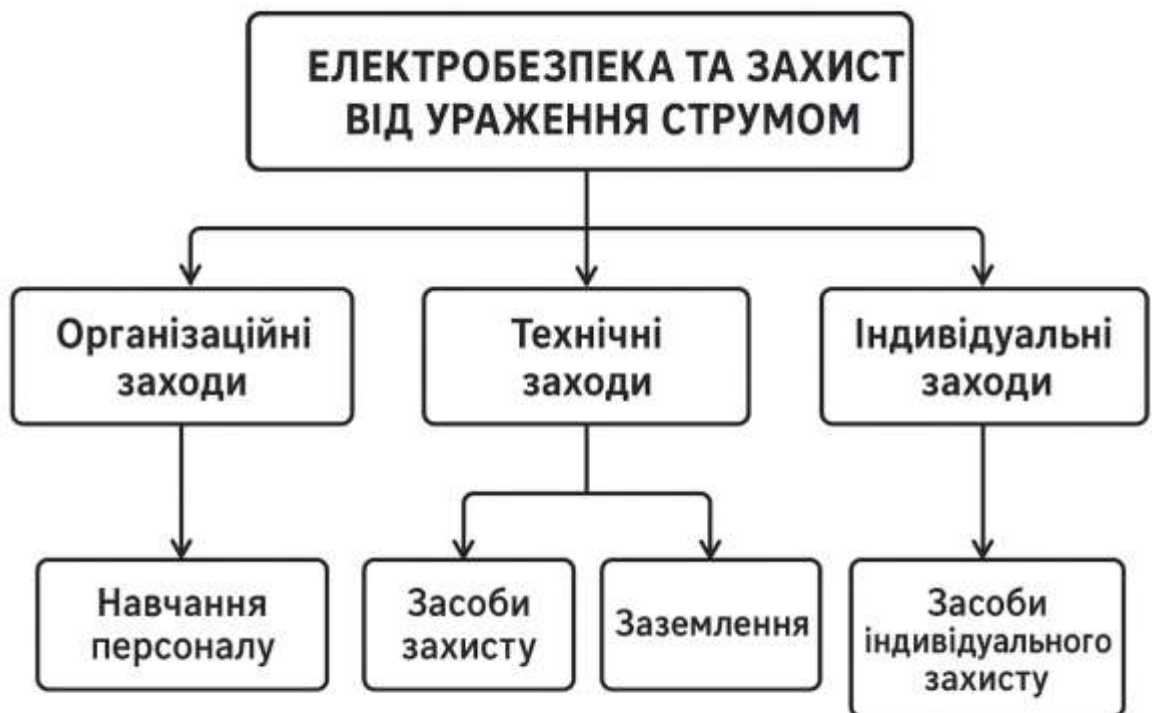 ЕЛЕКТРОБЕЗПЕКА ТА ЗАХИСТ
ВІД УРАЖЕННЯ СТРУМОМ
Організаційні
заходи
Технічні
заходи
Індивідуальні
заходи
Навчання
персоналу
Засоби
захисту
Заземлення
Засоби
індивідуального
захисту